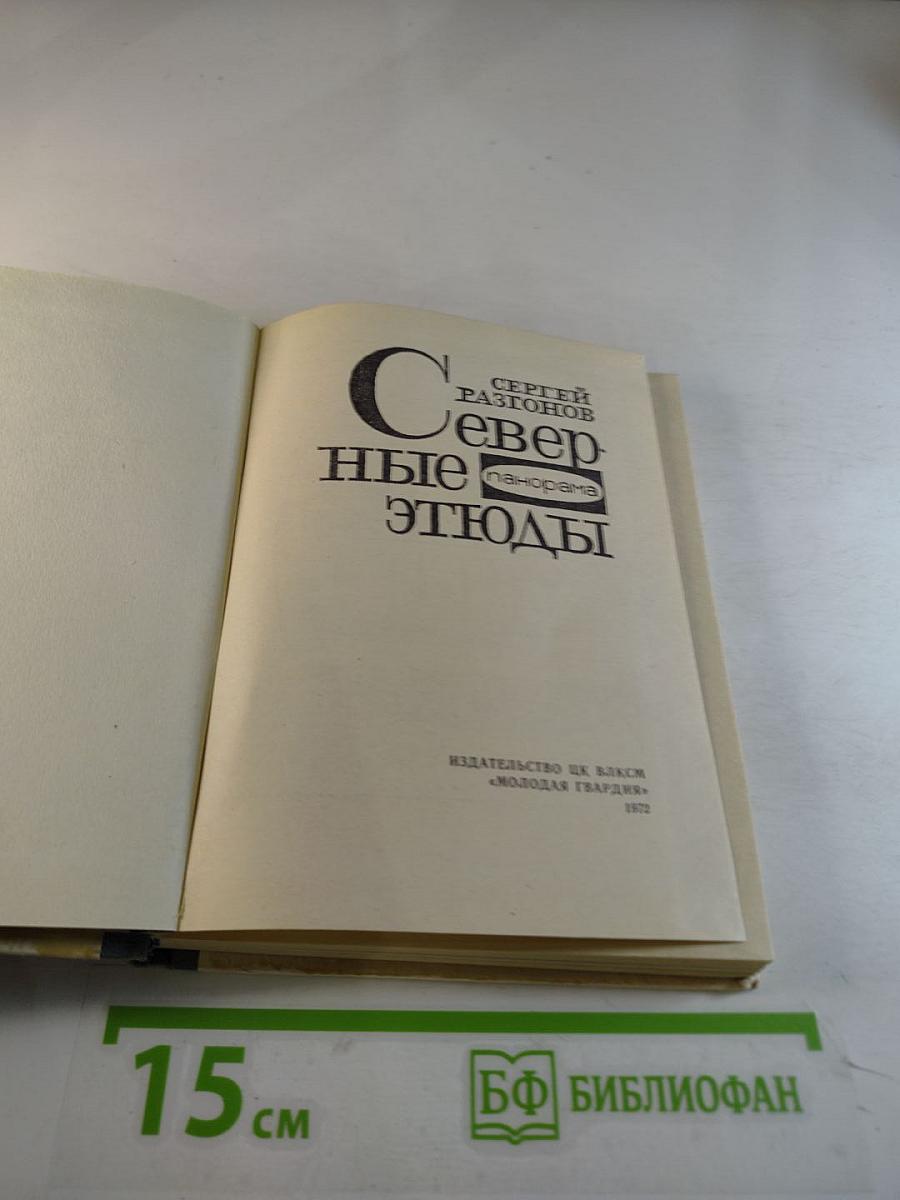 СЕРГЕЙ
РАЗГОНОВ
Север-
ные
панорама
этюды
ИЗДАТЕЛЬСТВО ЦК ВЛКСМ
«МОЛОДАЯ ГВАРДИЯ»
1972
15 см
БФ БИБЛИОФАН